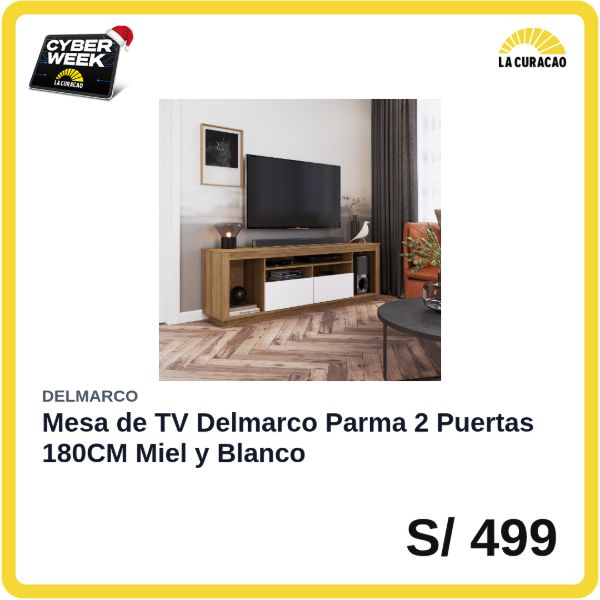 CYBER
WEEK
LA CURACAO
LA CURACAO
DELMARCO
Mesa de TV Delmarco Parma 2 Puertas
180CM Miel y Blanco
S/ 499